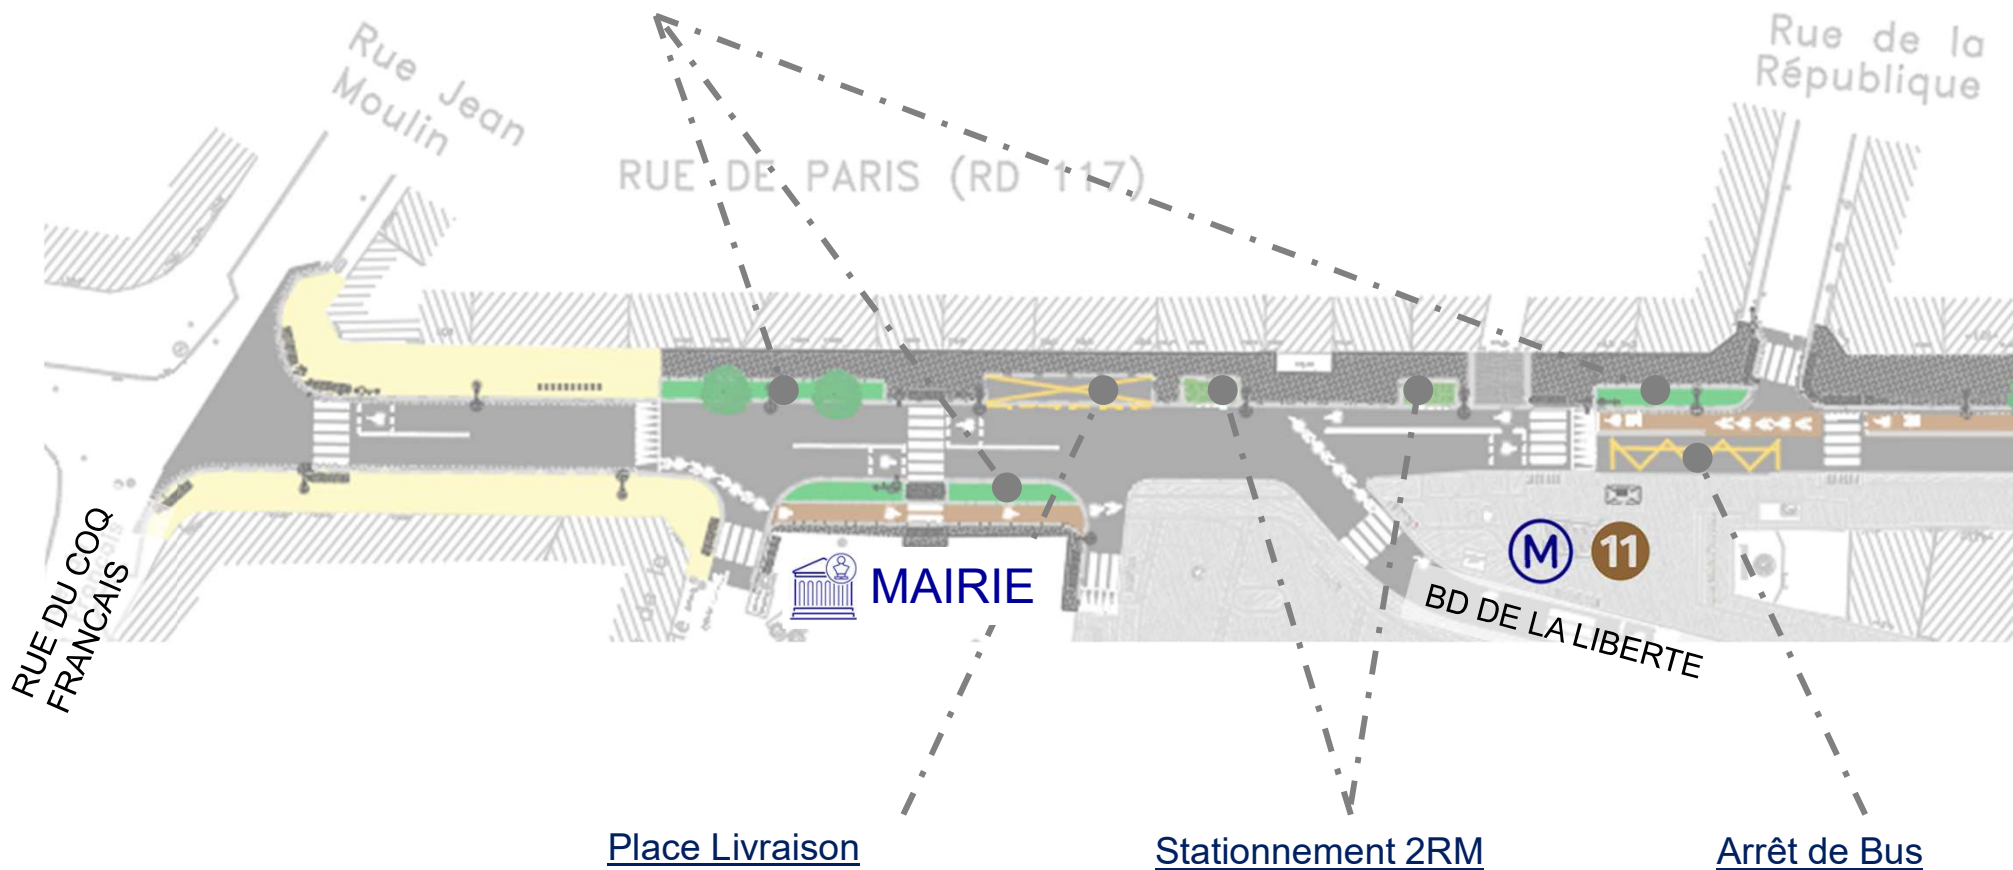 Rue Jean
Moulin
Rue de la
République
RUE DE PARIS (RD 117)
RUE DU COQ
FRANCAIS
MAIRIE
M
11
BD DE LA LIBERTE
Place Livraison
Stationnement 2RM
Arrêt de Bus